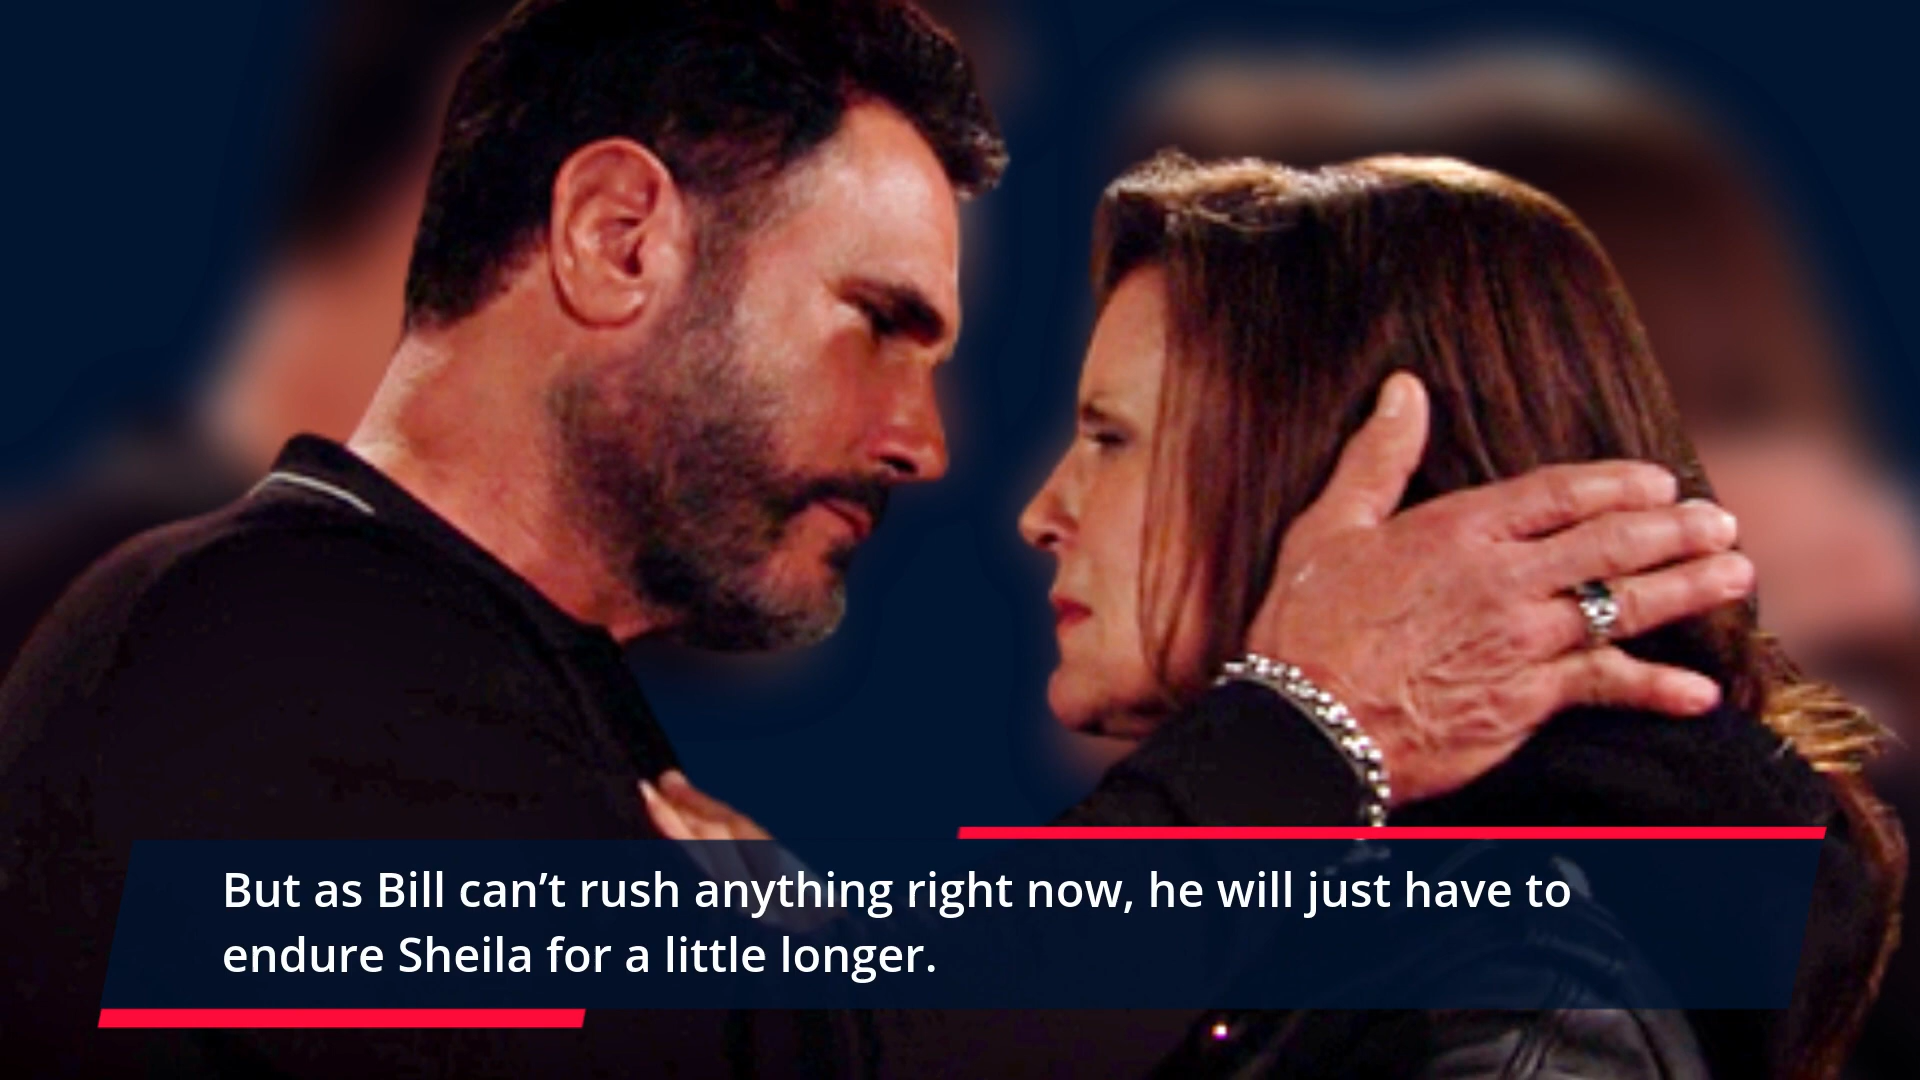 But as Bill can’t rush anything right now, he will just have to
endure Sheila for a little longer.